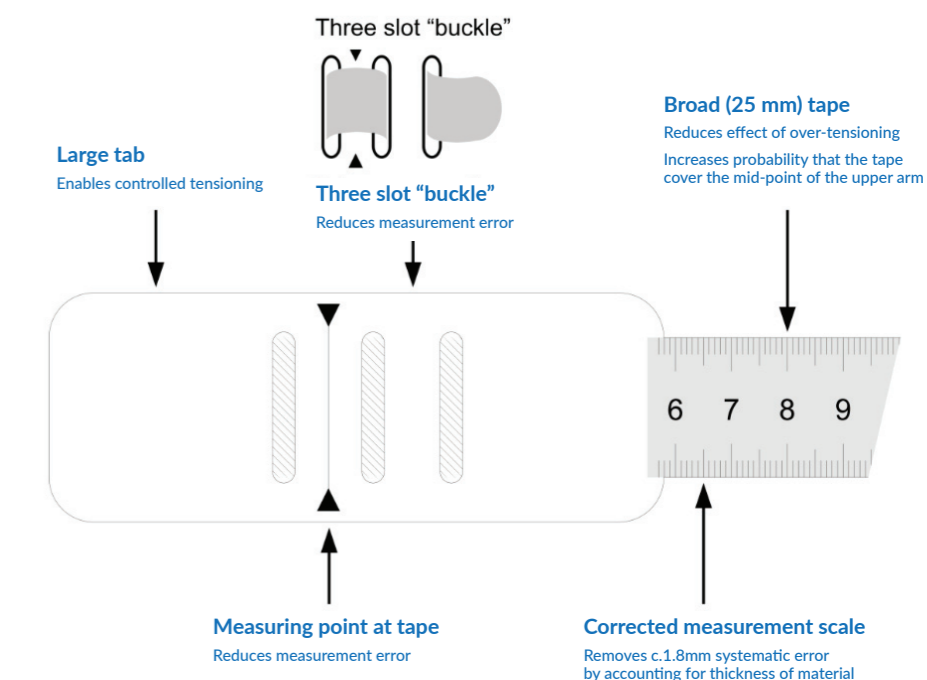 Three slot “buckle”
Large tab
Enables controlled tensioning
Three slot “buckle”
Reduces measurement error
Broad (25 mm) tape
Reduces effect of over-tensioning
Increases probability that the tape
cover the mid-point of the upper arm
6 7 8 9
Measuring point at tape
Reduces measurement error
Corrected measurement scale
Removes c.1.8mm systematic error
by accounting for thickness of material